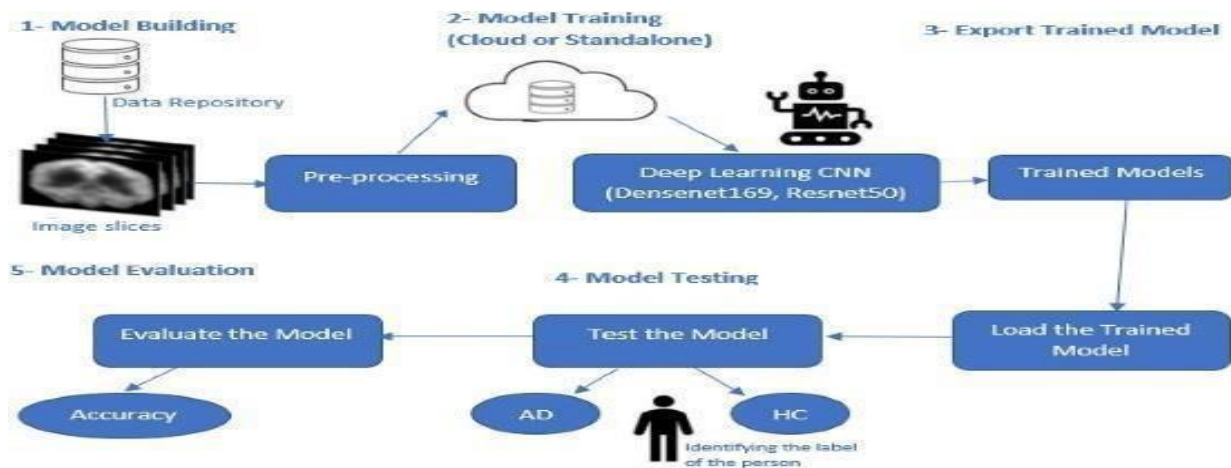 1- Model Building
2- Model Training
(Cloud or Standalone)
3- Export Trained Model
Data Repository
Image slices
Pre-processing
Deep Learning CNN
(Densenet169, Resnet50)
Trained Models
5- Model Evaluation
4- Model Testing
Evaluate the Model
Test the Model
Load the Trained
Model
Accuracy
AD
HC
Identifying the label
of the person